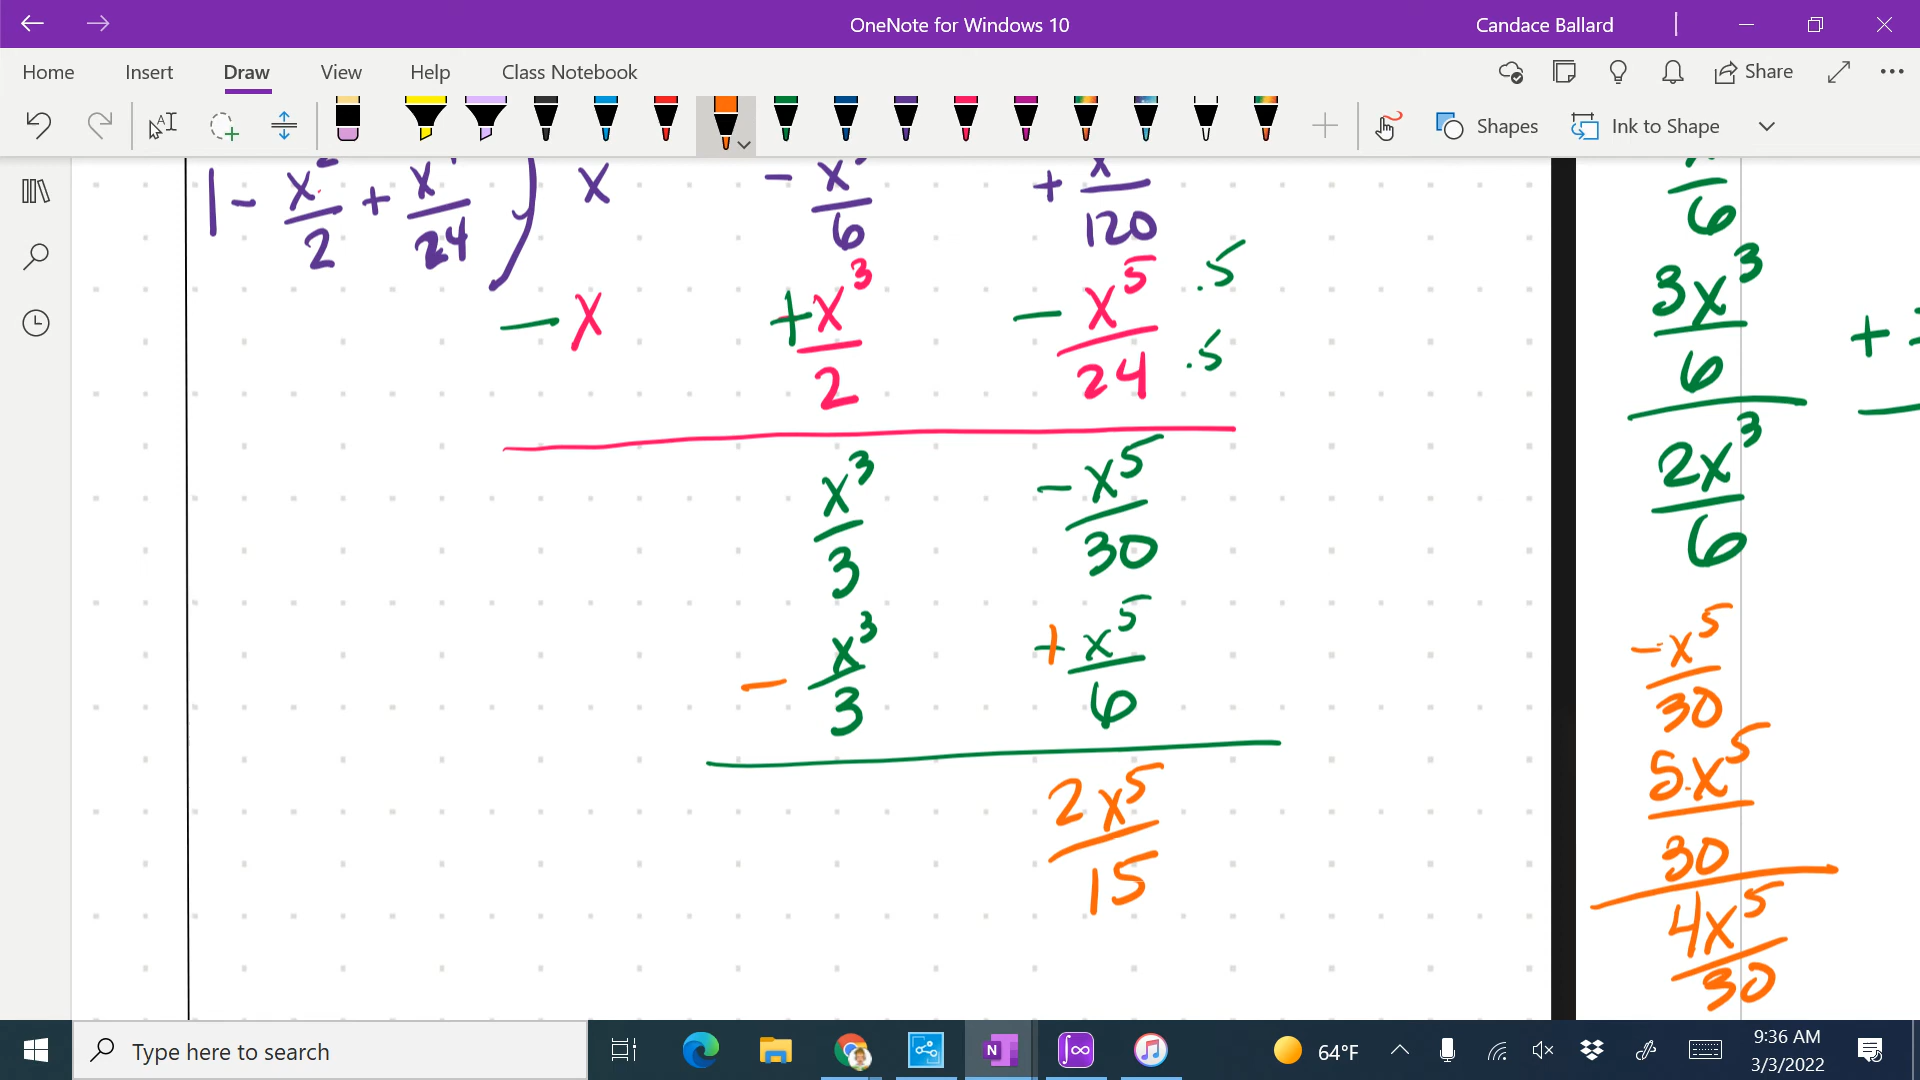 OneNote for Windows 10
Candace Ballard
Home Insert Draw View Help Class Notebook
Share
Shapes Ink to Shape
1 - x²/2 + x⁴/24 ) x - x³/6 + x/120
- x + x³/2 - x⁵/24 .5 .5
x³/3 - x⁵/30
- x³/3 + x⁵/6
2x⁵/15
6
3x³/6 +
2x³/6
-x⁵/30
5x⁵/30
4x⁵/30
Type here to search
64°F
9:36 AM
3/3/2022